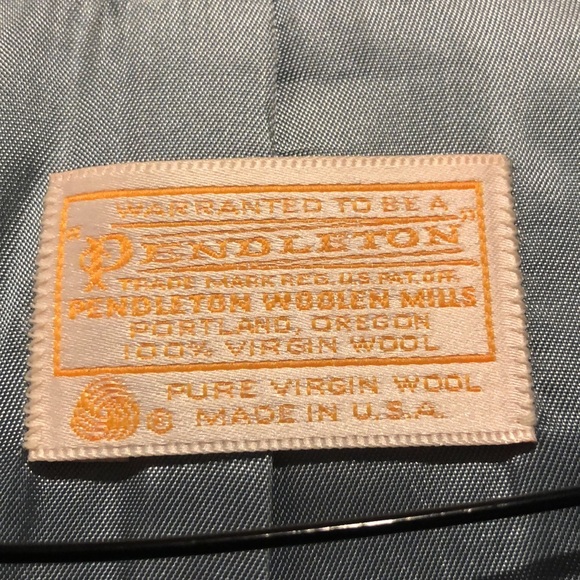 WARRANTED TO BE A
"PENDLETON"
TRADE MARK REG. U.S. PAT. OFF.
PENDLETON WOOLEN MILLS
PORTLAND, OREGON
100% VIRGIN WOOL
PURE VIRGIN WOOL
® MADE IN U.S.A.